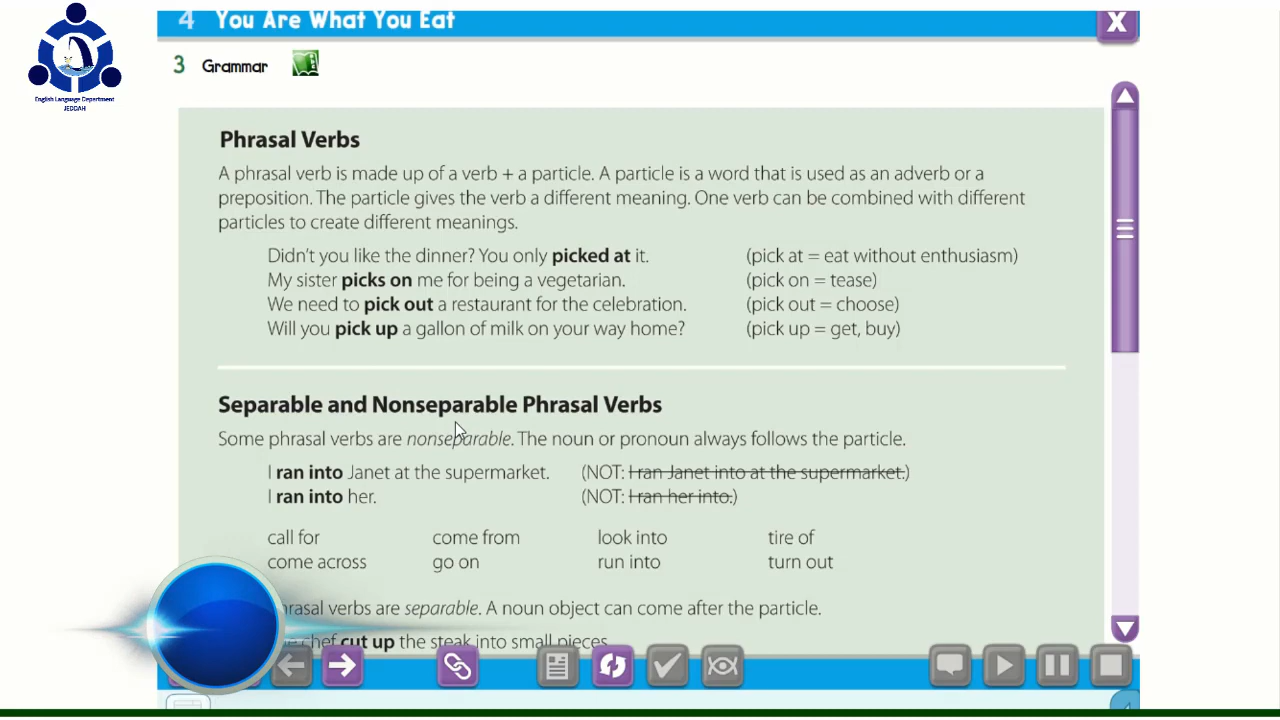 4 You Are What You Eat
X
English Language Department
JEDDAH
3 Grammar
Phrasal Verbs
A phrasal verb is made up of a verb + a particle. A particle is a word that is used as an adverb or a
preposition. The particle gives the verb a different meaning. One verb can be combined with different
particles to create different meanings.
Didn't you like the dinner? You only picked at it. (pick at = eat without enthusiasm)
My sister picks on me for being a vegetarian. (pick on = tease)
We need to pick out a restaurant for the celebration. (pick out = choose)
Will you pick up a gallon of milk on your way home? (pick up = get, buy)
Separable and Nonseparable Phrasal Verbs
Some phrasal verbs are nonseparable. The noun or pronoun always follows the particle.
I ran into Janet at the supermarket. (NOT: I ran Janet into at the supermarket.)
I ran into her. (NOT: I ran her into.)
call for come from look into tire of
come across go on run into turn out
phrasal verbs are separable. A noun object can come after the particle.
chef cut up the steak into small pieces